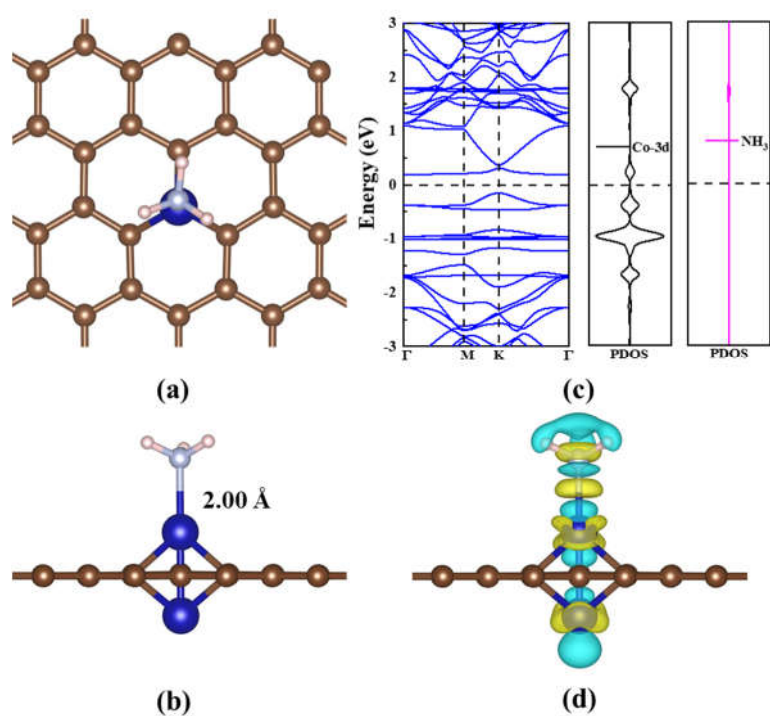 3
2
1
0
-1
-2
-3
Energy (eV)
Γ
M
K
Γ
Co-3d
PDOS
NH3
PDOS
(a)
(c)
2.00 Å
(b)
(d)